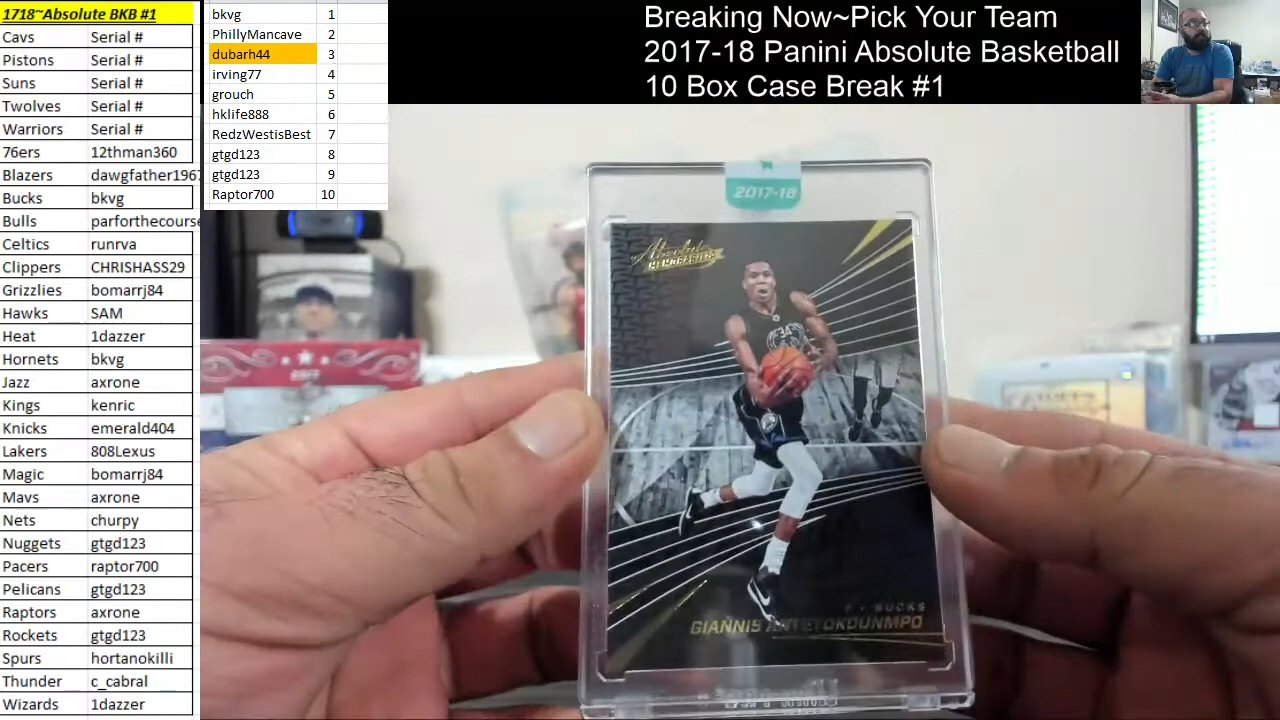 1718~Absolute BKB #1
Cavs Serial #
Pistons Serial #
Suns Serial #
Twolves Serial #
Warriors Serial #
76ers 12thman360
Blazers dawgfather1967
Bucks bkvg
Bulls parforthecourse
Celtics runrva
Clippers CHRISHASS29
Grizzlies bomarrj84
Hawks SAM
Heat 1dazzer
Hornets bkvg
Jazz axrone
Kings kenric
Knicks emerald404
Lakers 808Lexus
Magic bomarrj84
Mavs axrone
Nets churpy
Nuggets gtgd123
Pacers raptor700
Pelicans gtgd123
Raptors axrone
Rockets gtgd123
Spurs hortanokilli
Thunder c_cabral
Wizards 1dazzer
bkvg 1
PhillyMancave 2
dubarh44 3
irving77 4
grouch 5
hklife888 6
RedzWestisBest 7
gtgd123 8
gtgd123 9
Raptor700 10
Breaking Now~Pick Your Team
2017-18 Panini Absolute Basketball
10 Box Case Break #1
2017-18
Absolute
MEMORABILIA
34
BUCKS
GIANNIS ANTETOKOUNMPO
2017